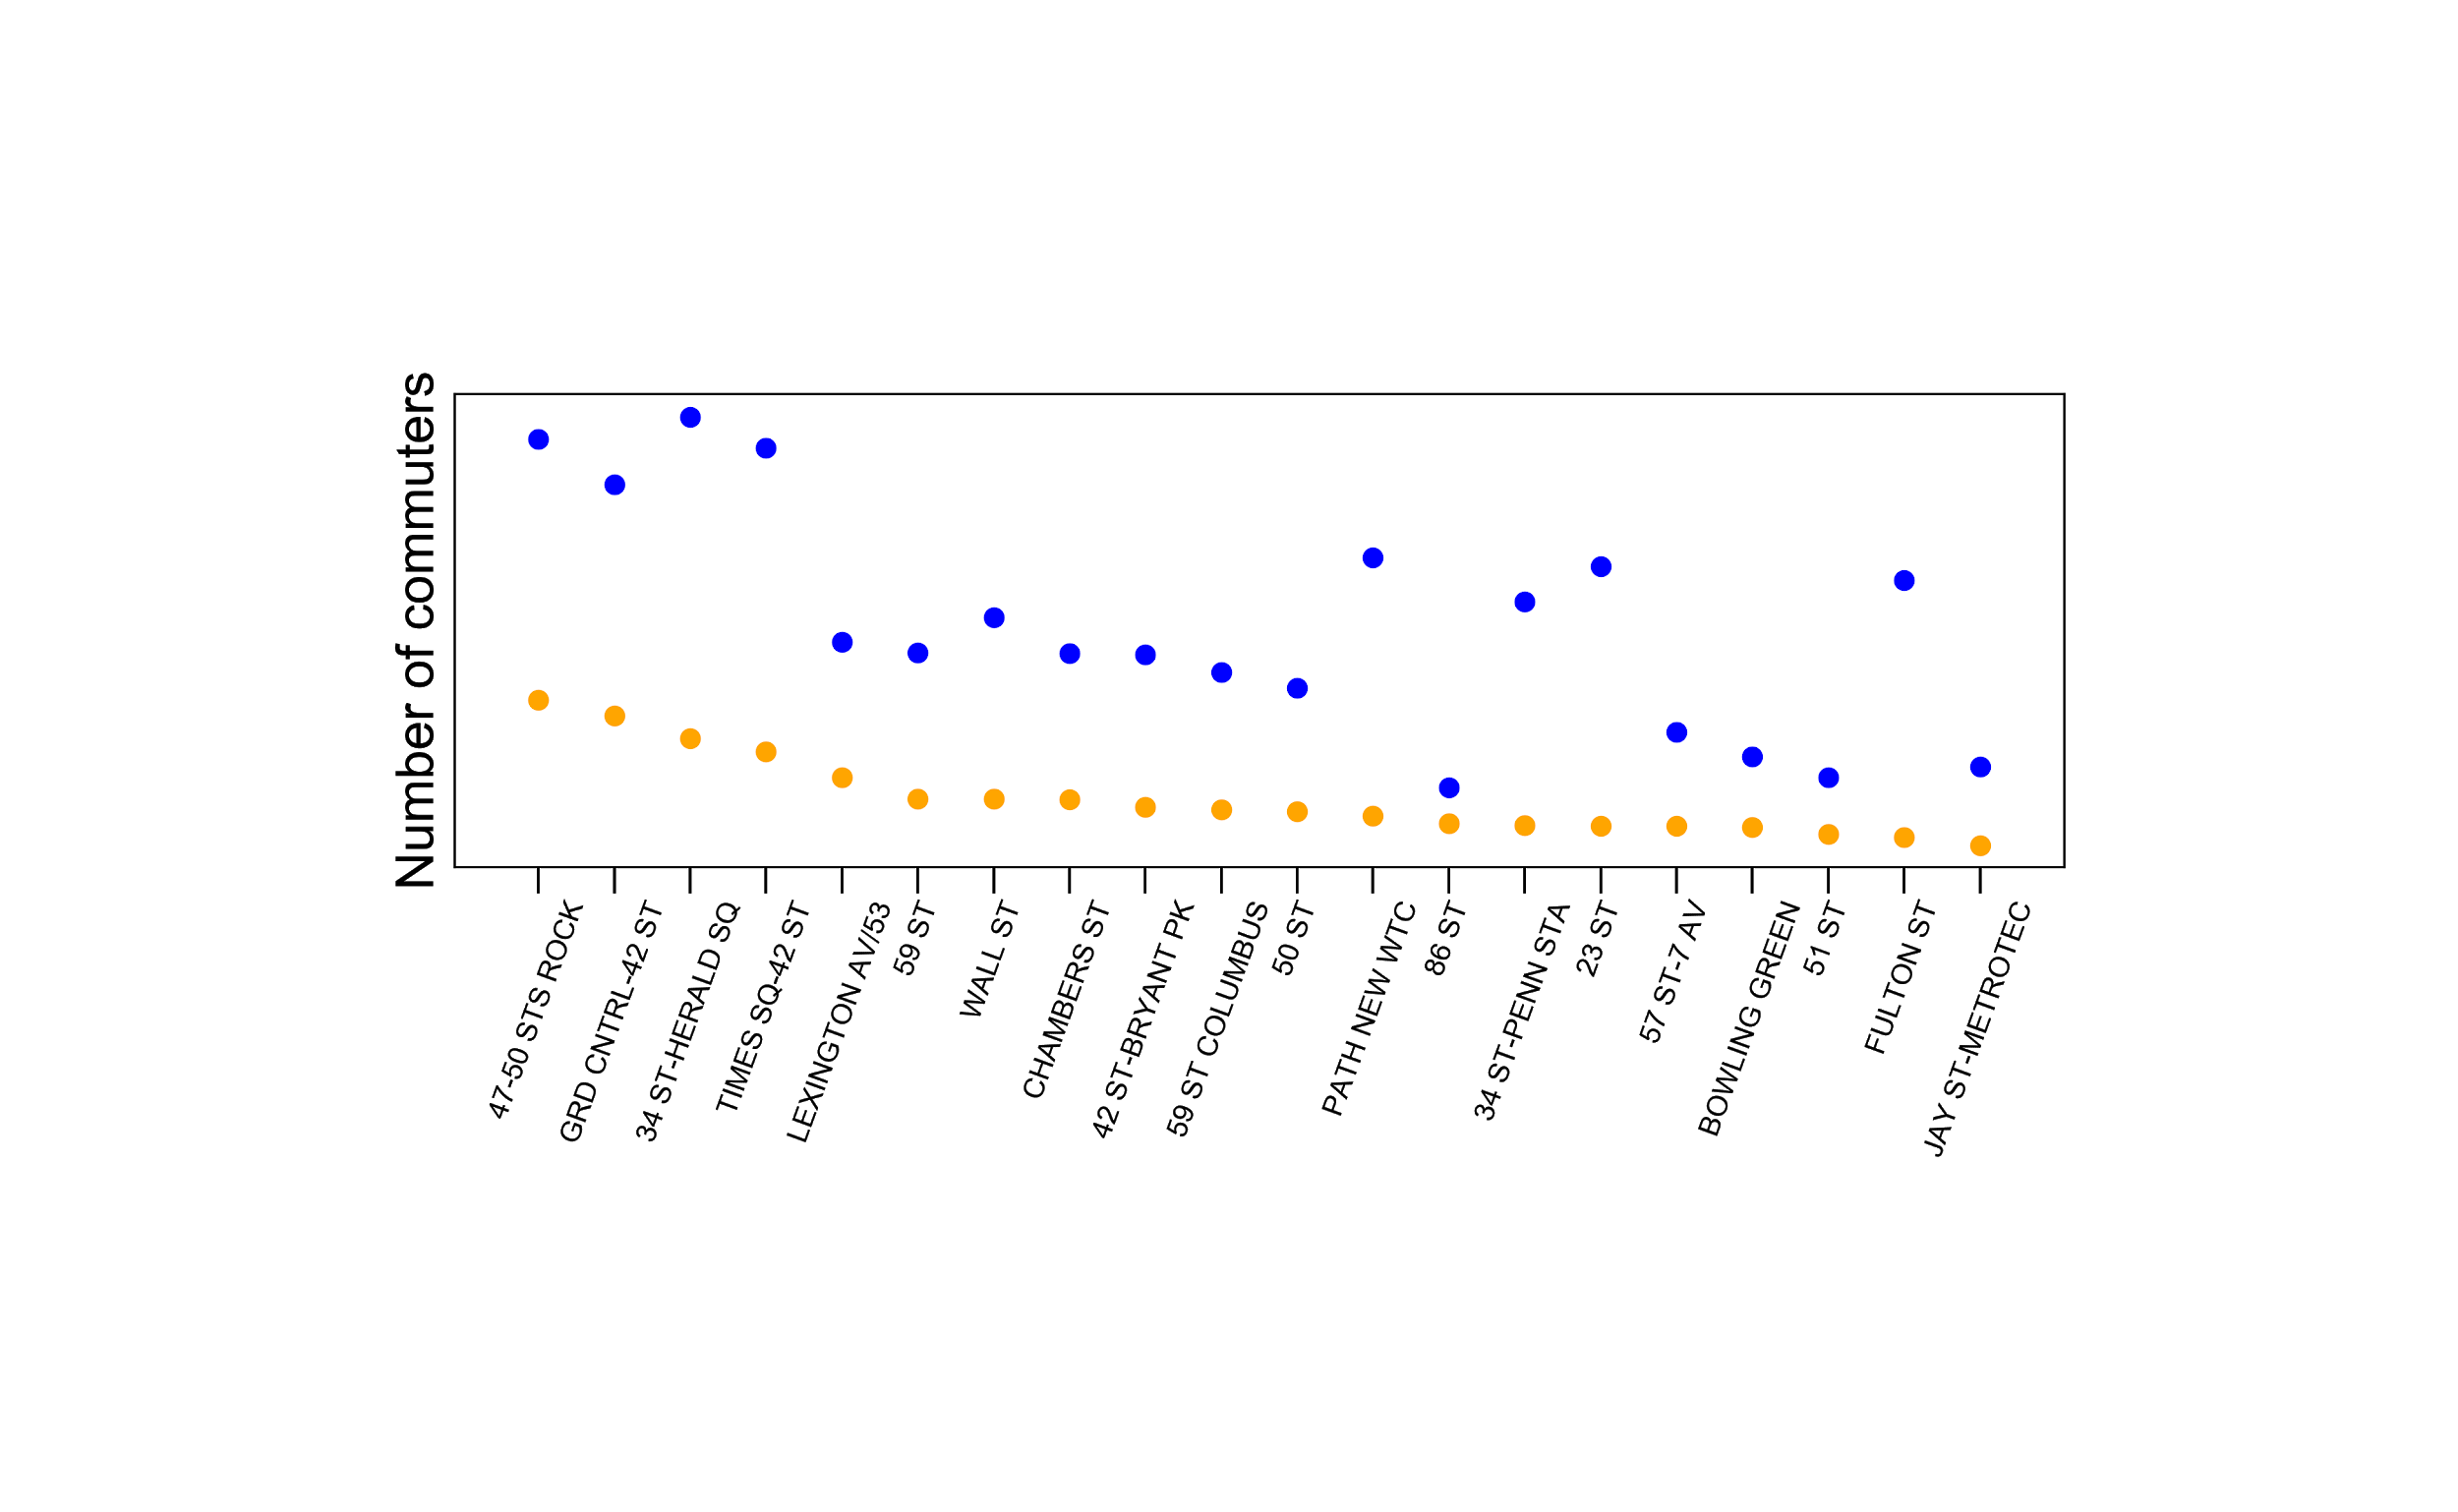 Number of commuters
47-50 STS ROCK
GRD CNTRL-42 ST
34 ST-HERALD SQ
TIMES SQ-42 ST
LEXINGTON AV/53
59 ST
WALL ST
CHAMBERS ST
42 ST-BRYANT PK
59 ST COLUMBUS
50 ST
PATH NEW WTC
86 ST
34 ST-PENN STA
23 ST
57 ST-7 AV
BOWLING GREEN
51 ST
FULTON ST
JAY ST-METROTEC